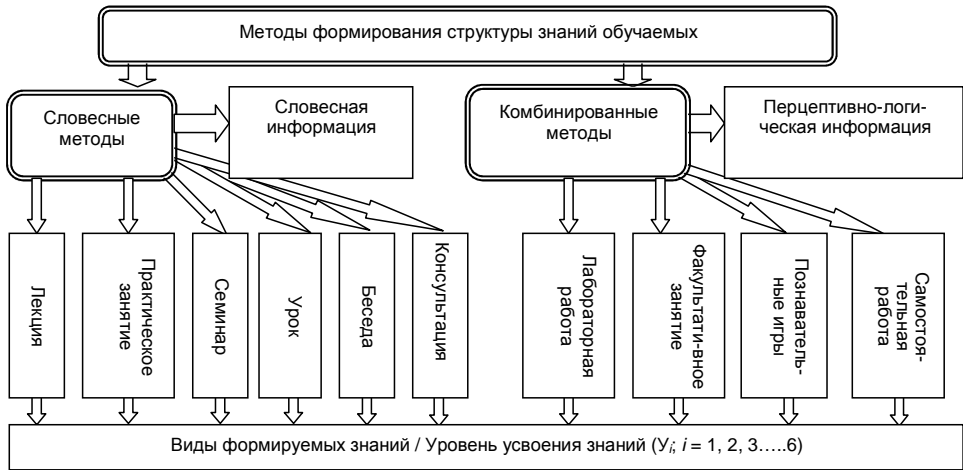 Методы формирования структуры знаний обучаемых
Словесные
методы
Словесная
информация
Комбинированные
методы
Перцептивно-логи-
ческая информация
Лекция
Практическое
занятие
Семинар
Урок
Беседа
Консультация
Лабораторная
работа
Факультати-вное
занятие
Познаватель-
ные игры
Самостоя-
тельная
работа
Виды формируемых знаний / Уровень усвоения знаний (Уi; i = 1, 2, 3…..6)